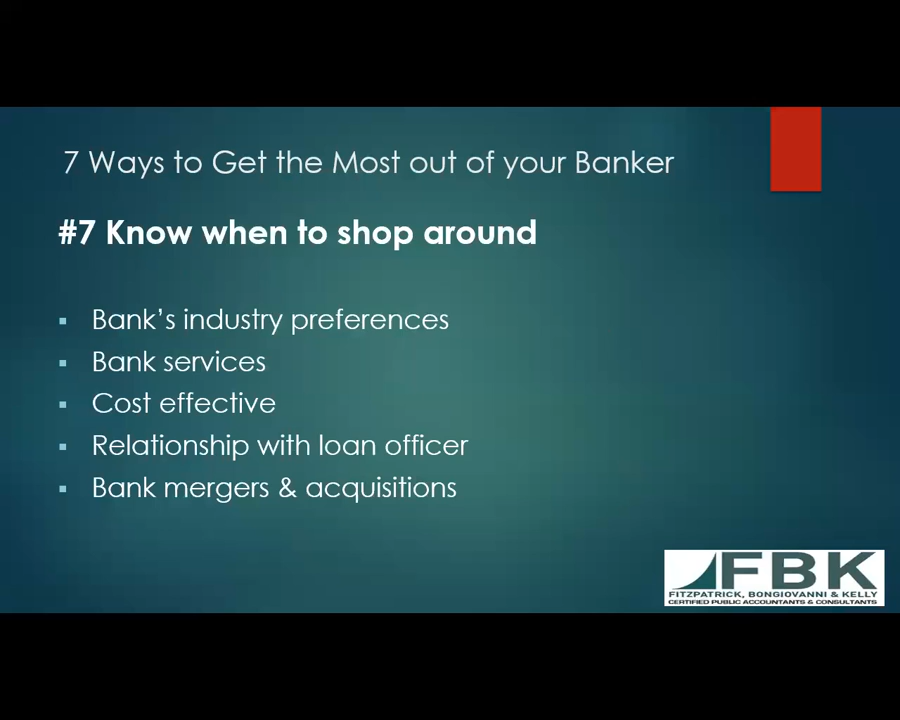 7 Ways to Get the Most out of your Banker
#7 Know when to shop around
▪ Bank’s industry preferences
▪ Bank services
▪ Cost effective
▪ Relationship with loan officer
▪ Bank mergers & acquisitions
FBK
FITZPATRICK, BONGIOVANNI & KELLY
CERTIFIED PUBLIC ACCOUNTANTS & CONSULTANTS